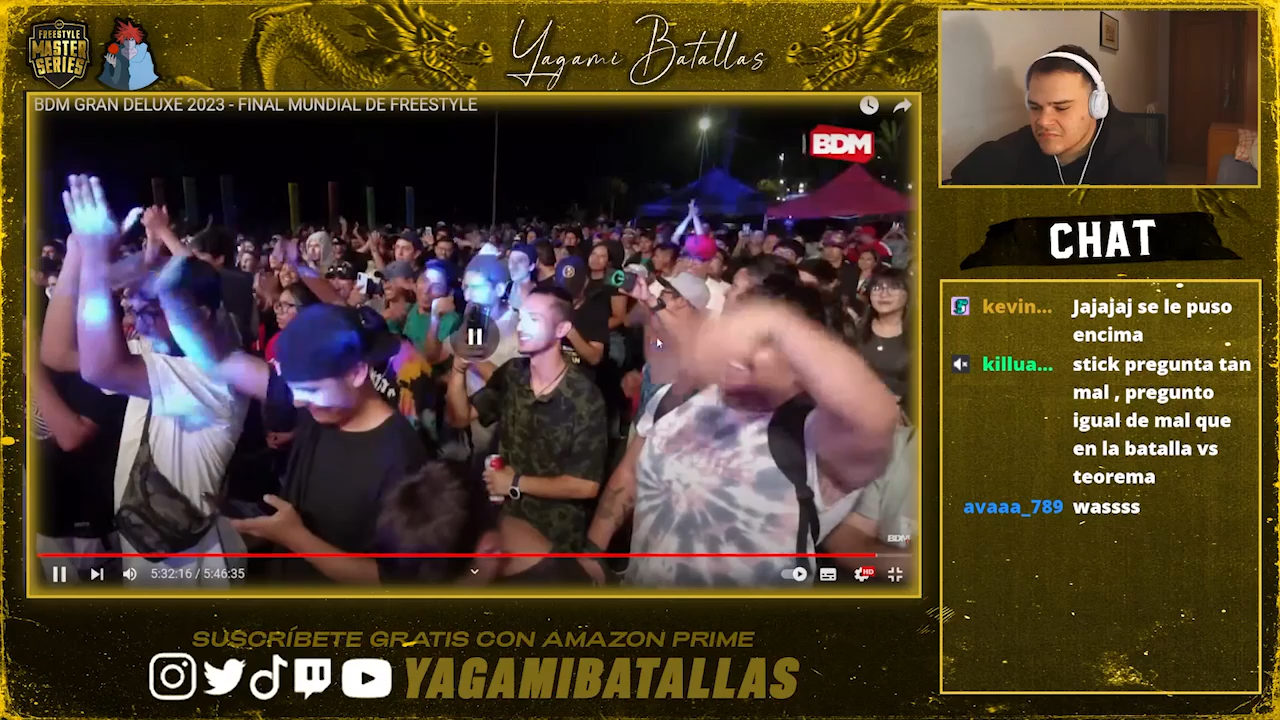 FREESTYLE
MASTER
SERIES
Yagami Batallas
BDM GRAN DELUXE 2023 - FINAL MUNDIAL DE FREESTYLE
BDM
BDM
5:32:16 / 5:46:35
HD
CHAT
kevin... Jajajaj se le puso
encima
killua... stick pregunta tan
mal , pregunto
igual de mal que
en la batalla vs
teorema
avaaa_789 wassss
SUSCRÍBETE GRATIS CON AMAZON PRIME
YAGAMIBATALLAS